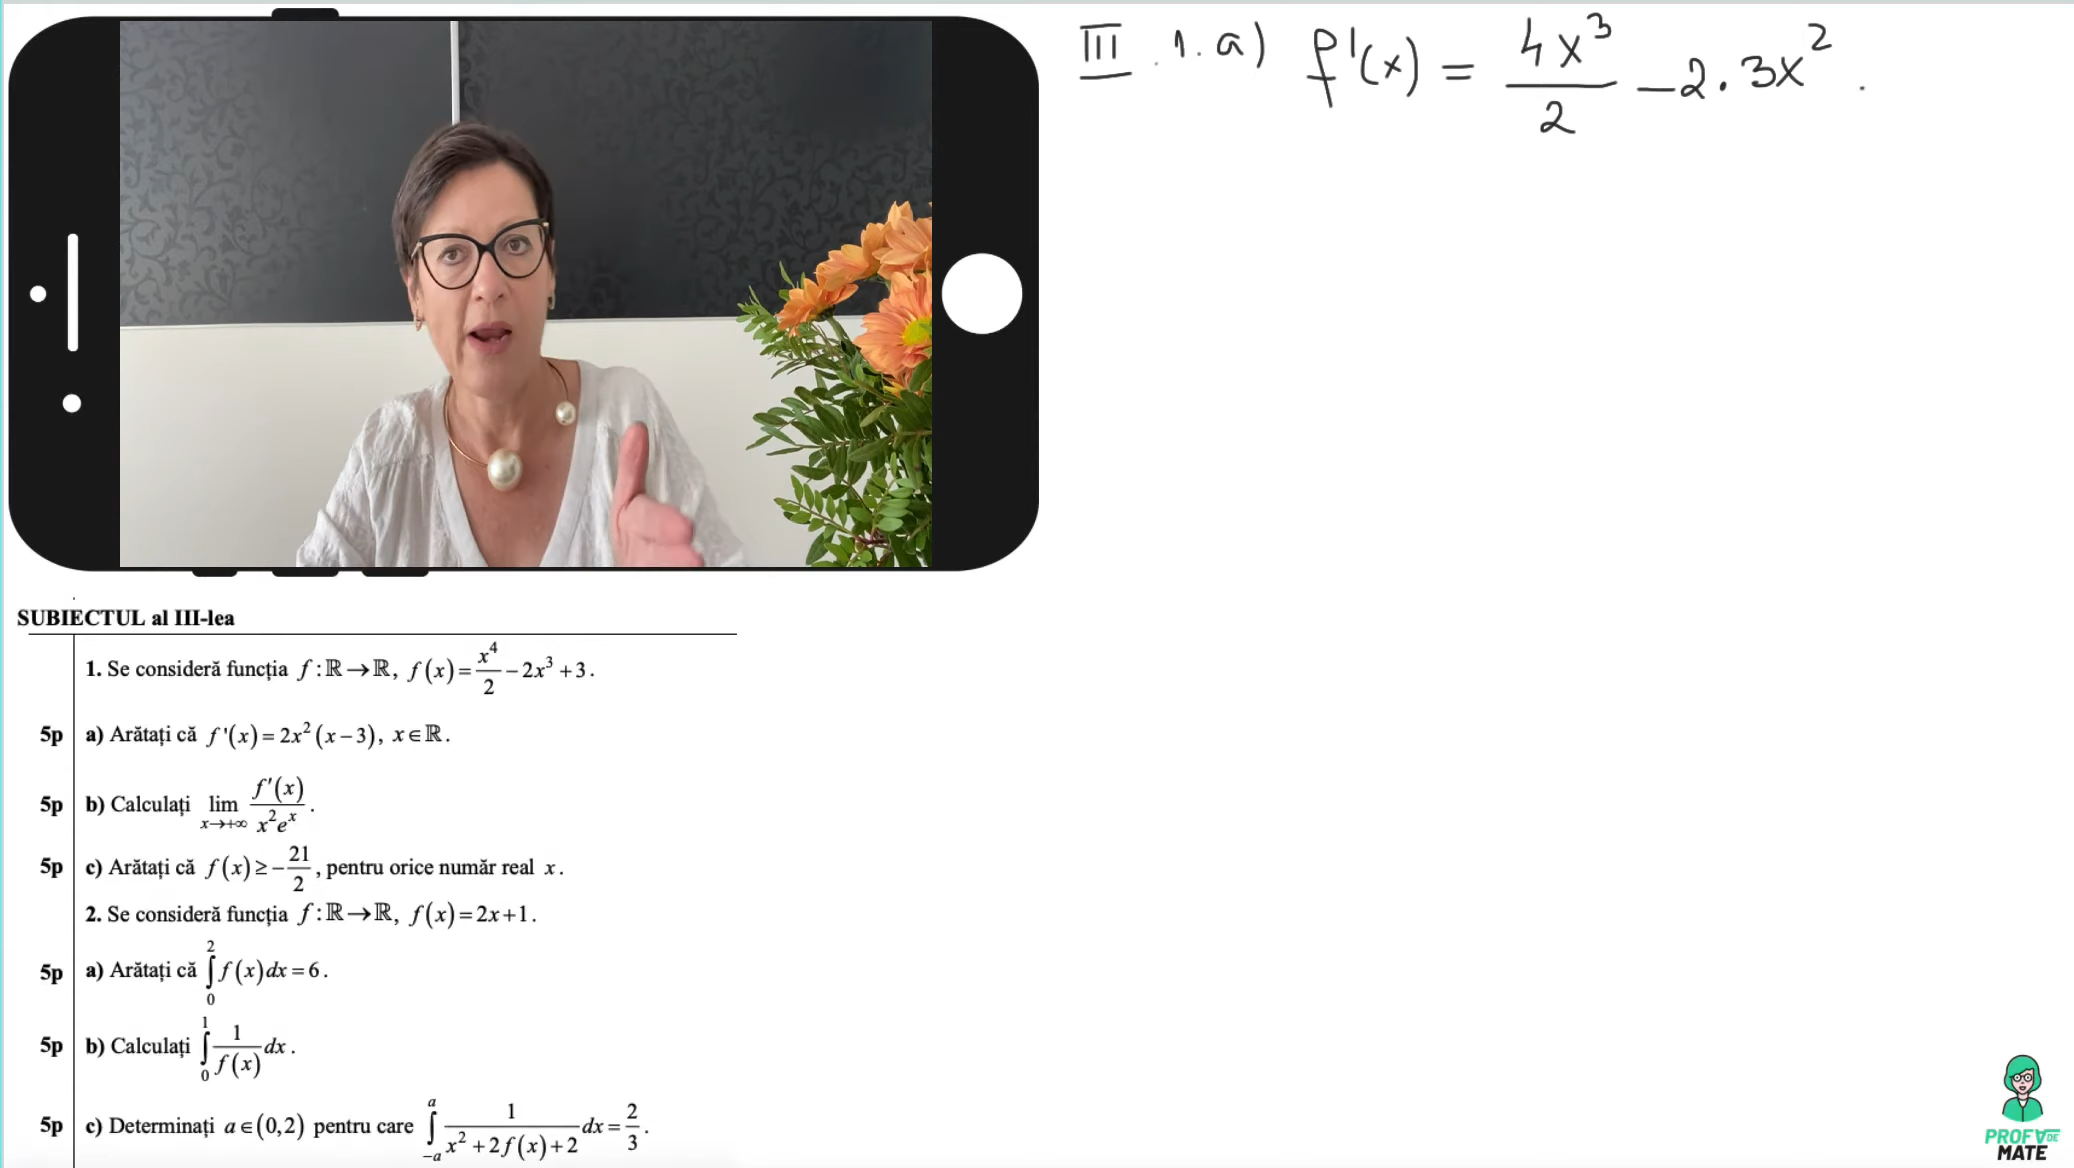 III. 1. a) f'(x) = 4x³/2 – 2 · 3x² .
SUBIECTUL al III-lea
1. Se consideră funcția f : ℝ → ℝ, f(x) = x⁴/2 − 2x³ + 3.
5p a) Arătați că f'(x) = 2x²(x − 3), x ∈ ℝ.
5p b) Calculați lim x→+∞ f'(x)/x²eˣ.
5p c) Arătați că f(x) ≥ −21/2, pentru orice număr real x.
2. Se consideră funcția f : ℝ → ℝ, f(x) = 2x + 1.
5p a) Arătați că ∫₀² f(x)dx = 6.
5p b) Calculați ∫₀¹ 1/f(x) dx.
5p c) Determinați a ∈ (0,2) pentru care ∫₋ₐᵃ 1/(x² + 2f(x) + 2) dx = 2/3.
PROFA DE
MATE